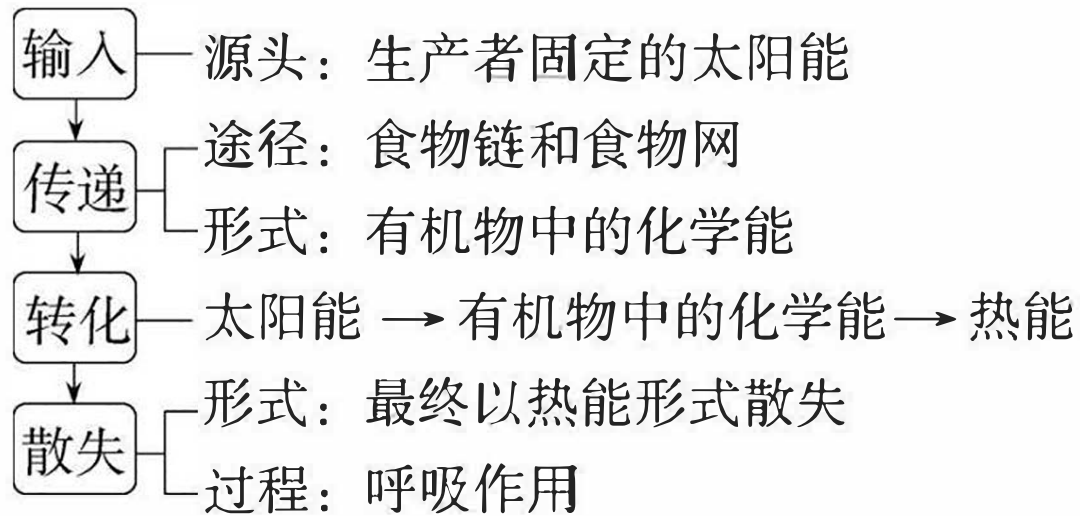 输入
源头：生产者固定的太阳能
传递
途径：食物链和食物网
形式：有机物中的化学能
转化
太阳能→有机物中的化学能→热能
散失
形式：最终以热能形式散失
过程：呼吸作用